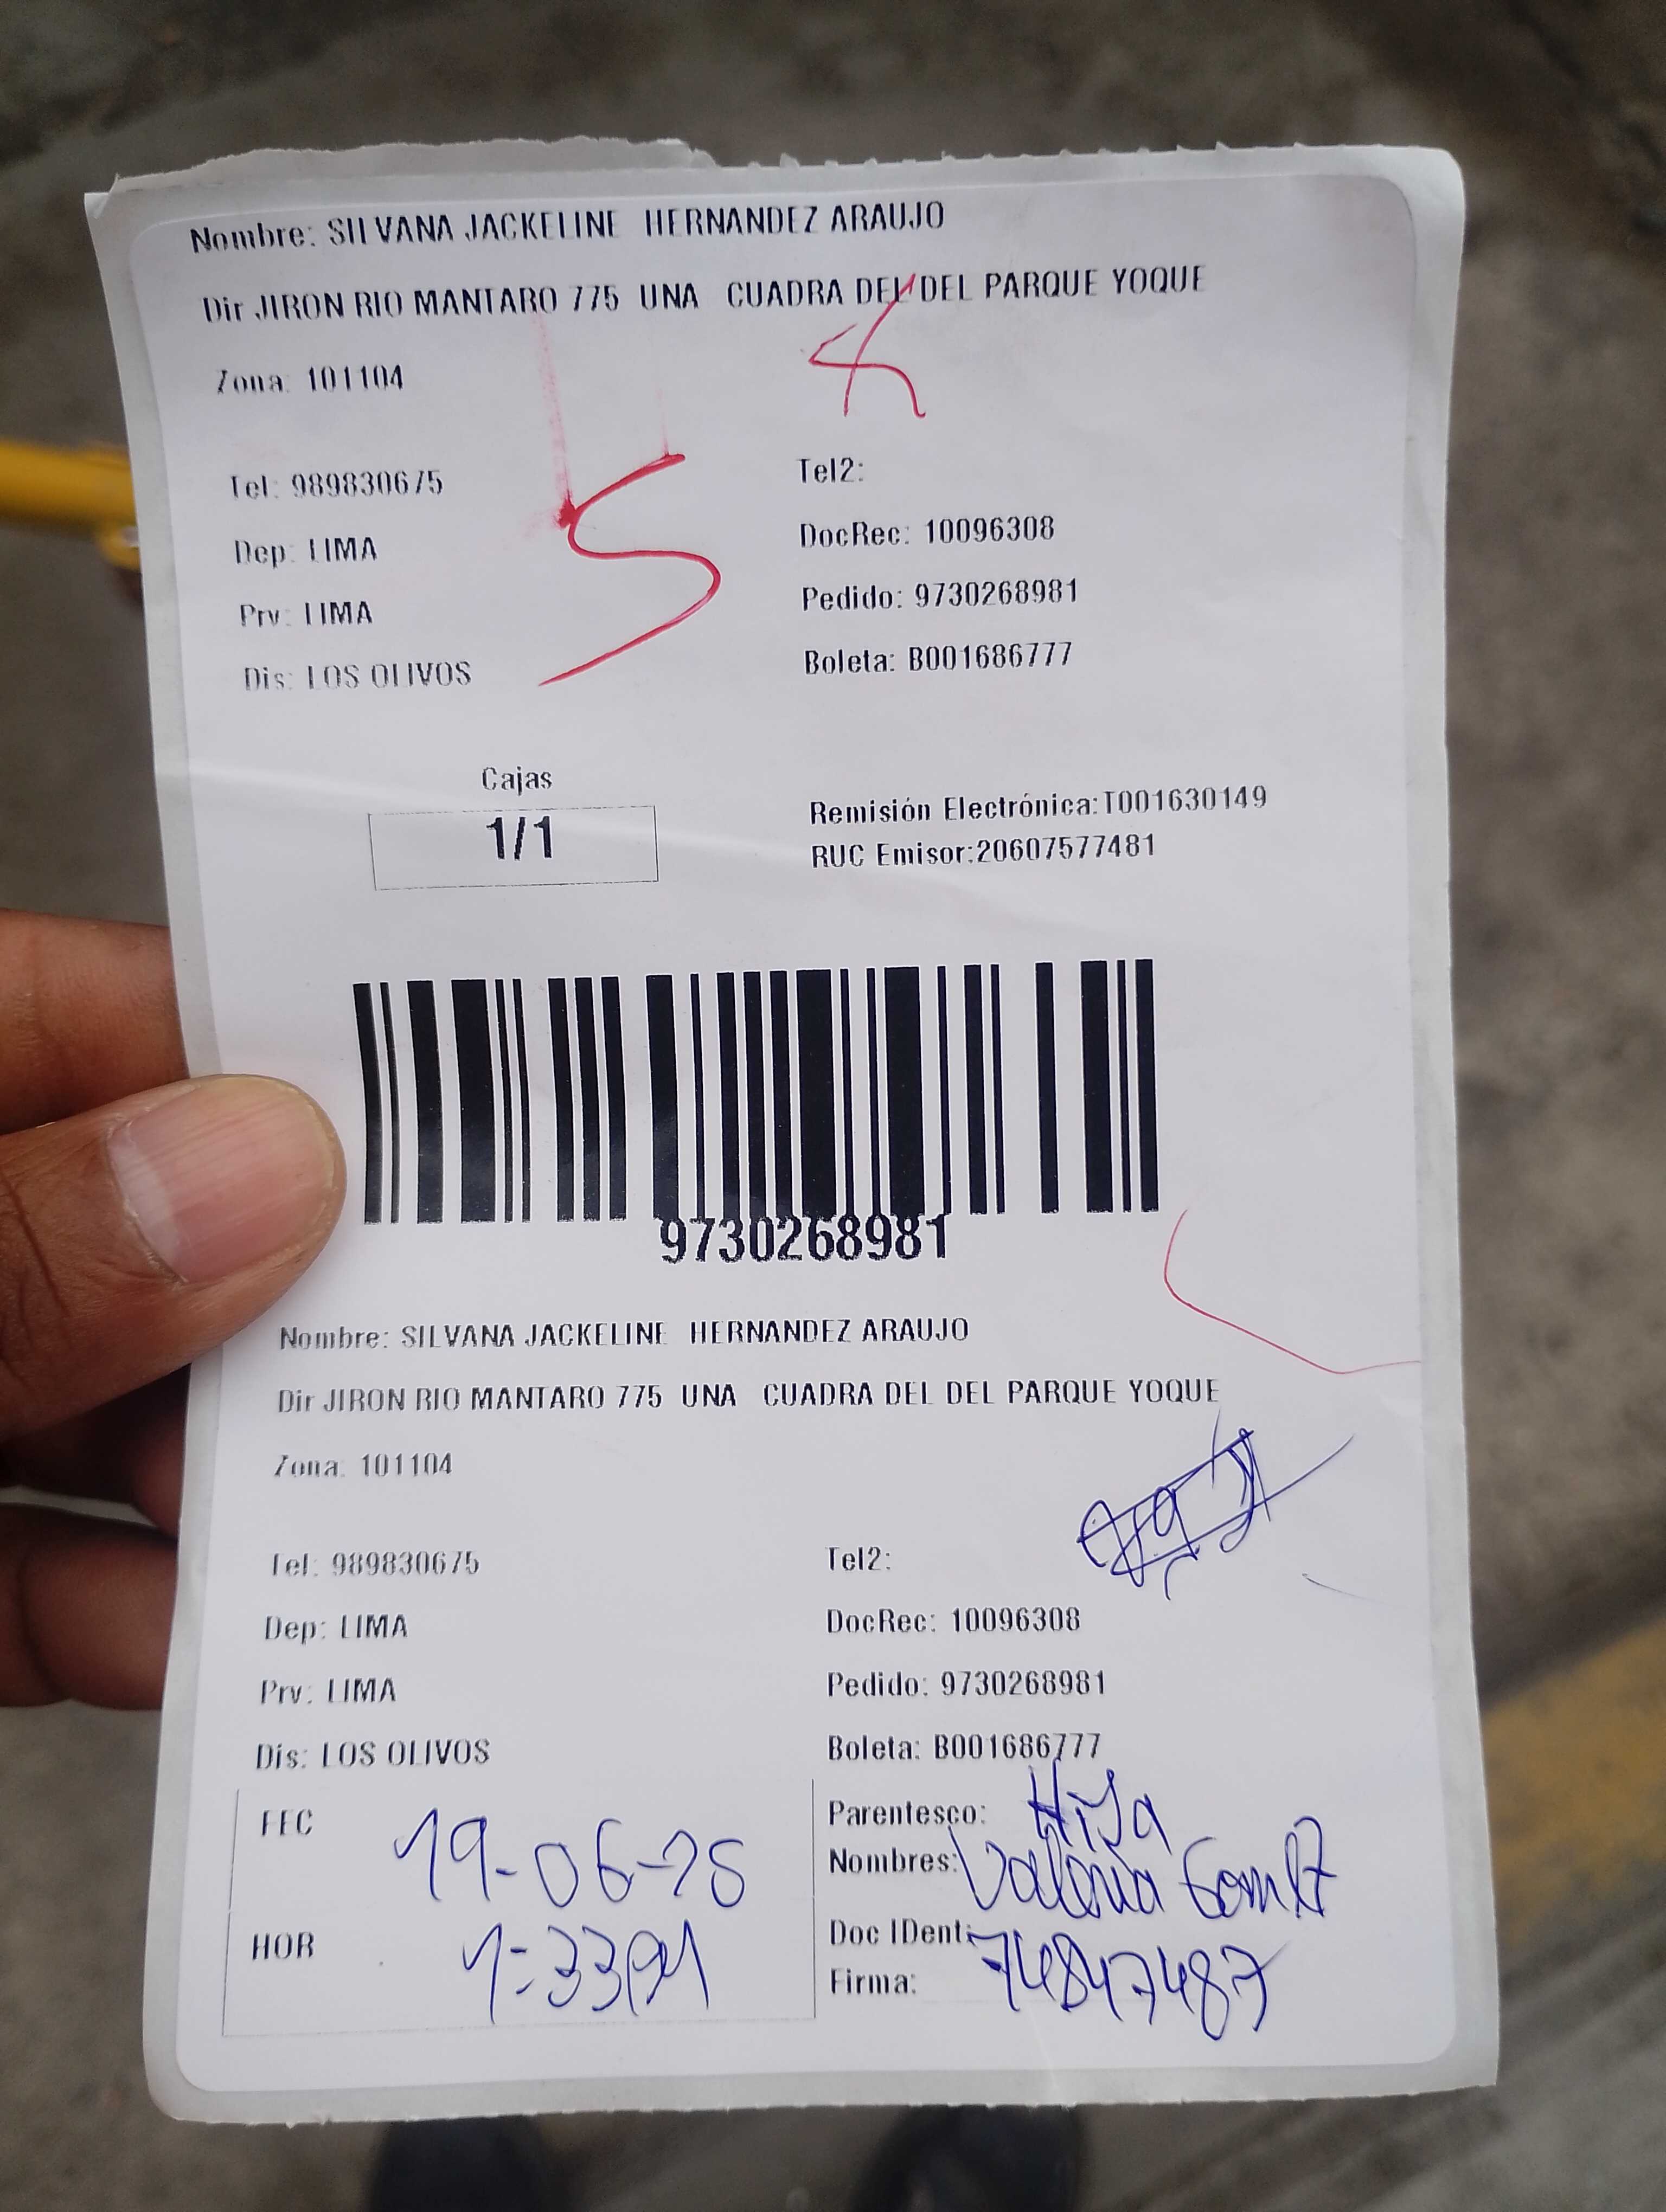 Nombre: SILVANA JACKELINE HERNANDEZ ARAUJO
Dir JIRON RIO MANTARO 775 UNA CUADRA DEL DEL PARQUE YOQUE
Zona: 101104
Tel: 989830675 Tel2:
Dep: LIMA DocRec: 10096308
Prv: LIMA Pedido: 9730268981
Dis: LOS OLIVOS Boleta: B001686777
5
Cajas
1/1
Remisión Electrónica:T001630149
RUC Emisor:20607577481
9730268981
Nombre: SILVANA JACKELINE HERNANDEZ ARAUJO
Dir JIRON RIO MANTARO 775 UNA CUADRA DEL DEL PARQUE YOQUE
Zona: 101104
Tel: 989830675 Tel2:
Dep: LIMA DocRec: 10096308
Prv: LIMA Pedido: 9730268981
Dis: LOS OLIVOS Boleta: B001686777
FEC 19-06-25
HOR 1:33PM
Parentesco: HiJa
Nombres: Valeria
Doc IDent: 74847487
Firma: